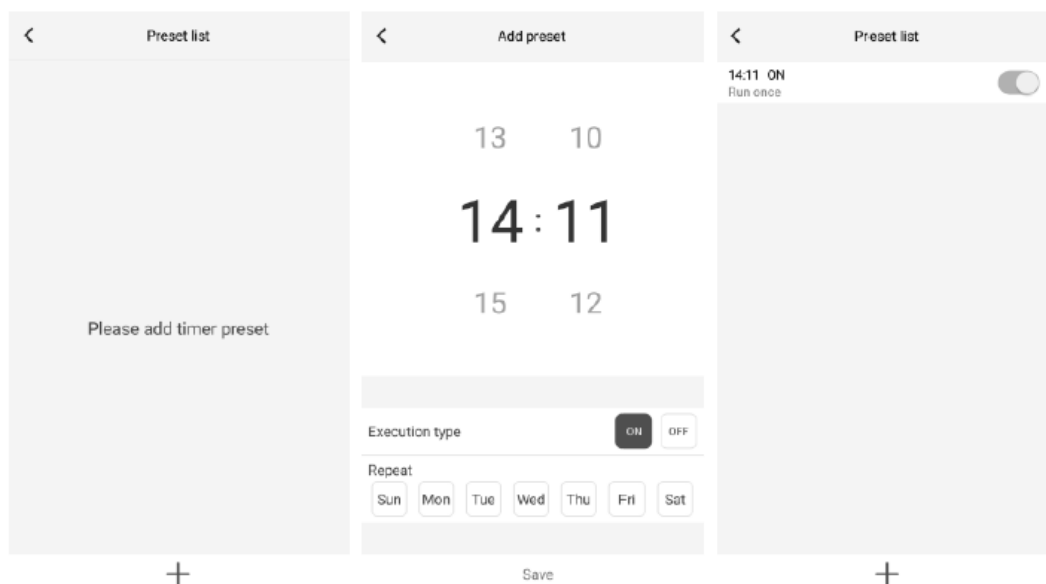 Preset list
Please add timer preset
+
Add preset
13 10
14 : 11
15 12
Execution type ON OFF
Repeat
Sun Mon Tue Wed Thu Fri Sat
Save
Preset list
14:11 ON
Run once
+